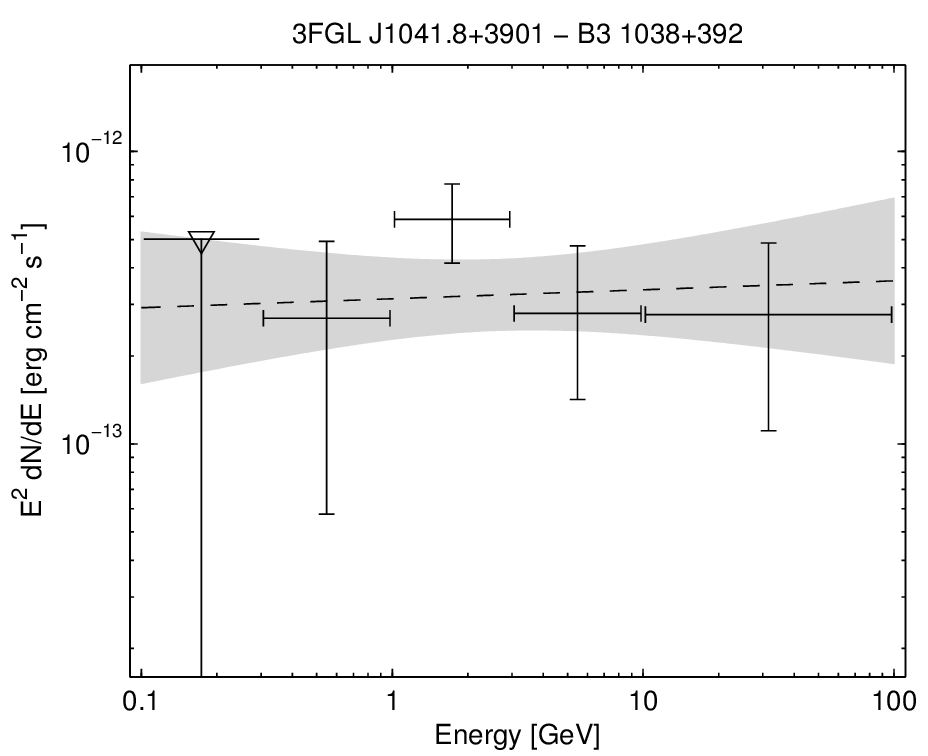 3FGL J1041.8+3901 − B3 1038+392
10⁻¹²
10⁻¹³
E² dN/dE [erg cm⁻² s⁻¹]
0.1 1 10 100
Energy [GeV]